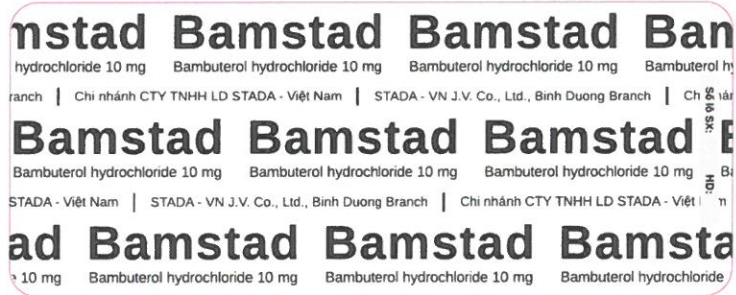 mstad Bamstad Bamstad Bam
hydrochloride 10 mg Bambuterol hydrochloride 10 mg Bambuterol hydrochloride 10 mg Bambuterol hy
ranch | Chi nhánh CTY TNHH LD STADA - Việt Nam | STADA - VN J.V. Co., Ltd., Binh Duong Branch | Ch
Số lô SX: HD:
Bamstad Bamstad Bamstad
Bambuterol hydrochloride 10 mg Bambuterol hydrochloride 10 mg Bambuterol hydrochloride 10 mg Ba
STADA - Việt Nam | STADA - VN J.V. Co., Ltd., Binh Duong Branch | Chi nhánh CTY TNHH LD STADA - Việt
ad Bamstad Bamstad Bamsta
10 mg Bambuterol hydrochloride 10 mg Bambuterol hydrochloride 10 mg Bambuterol hydrochloride